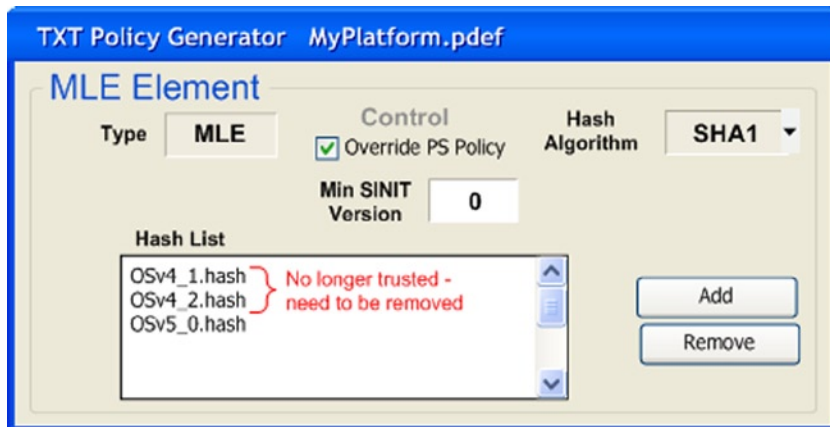 TXT Policy Generator MyPlatform.pdef
MLE Element
Type MLE
Control
Override PS Policy
Hash Algorithm SHA1
Min SINIT Version 0
Hash List
OSv4_1.hash
OSv4_2.hash
OSv5_0.hash
No longer trusted -
need to be removed
Add
Remove